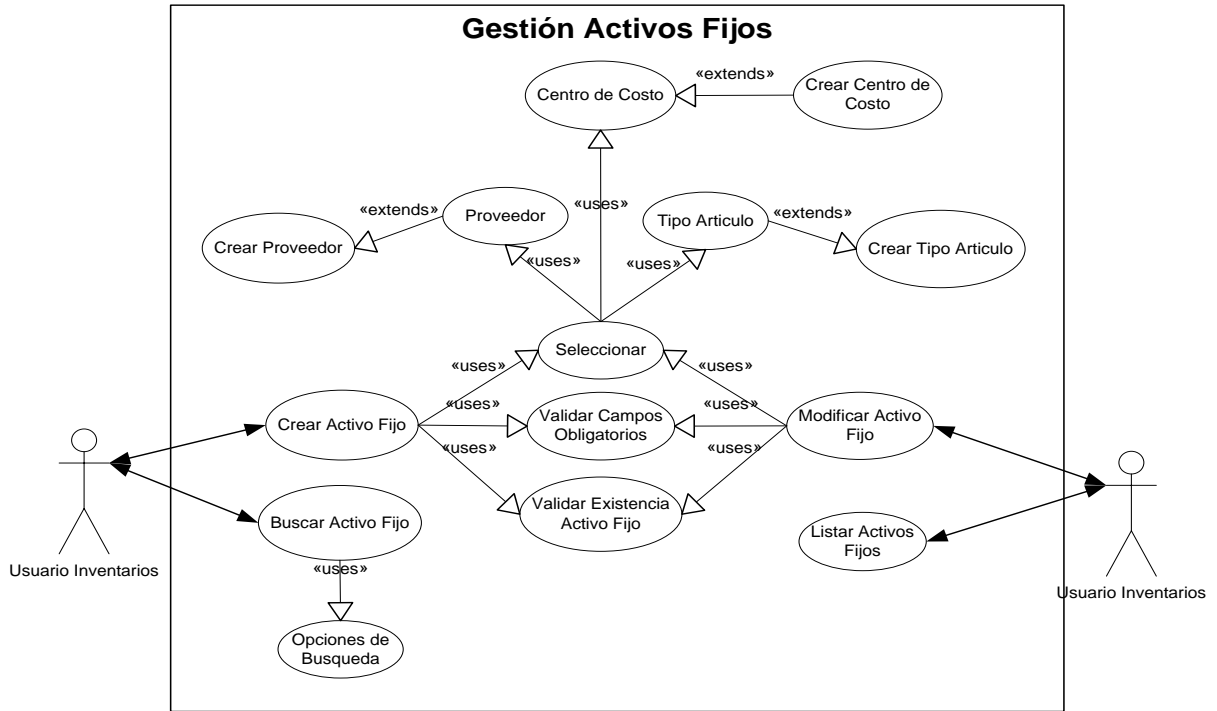 Gestión Activos Fijos
«extends»
Centro de Costo
Crear Centro de
Costo
«extends»
Proveedor
«uses»
Tipo Articulo
«extends»
Crear Proveedor
Crear Tipo Articulo
«uses»
«uses»
Seleccionar
«uses»
«uses»
Crear Activo Fijo
«uses»
Validar Campos
Obligatorios
«uses»
Modificar Activo
Fijo
«uses»
«uses»
Validar Existencia
Activo Fijo
Buscar Activo Fijo
Listar Activos
Fijos
Usuario Inventarios
«uses»
Usuario Inventarios
Opciones de
Busqueda